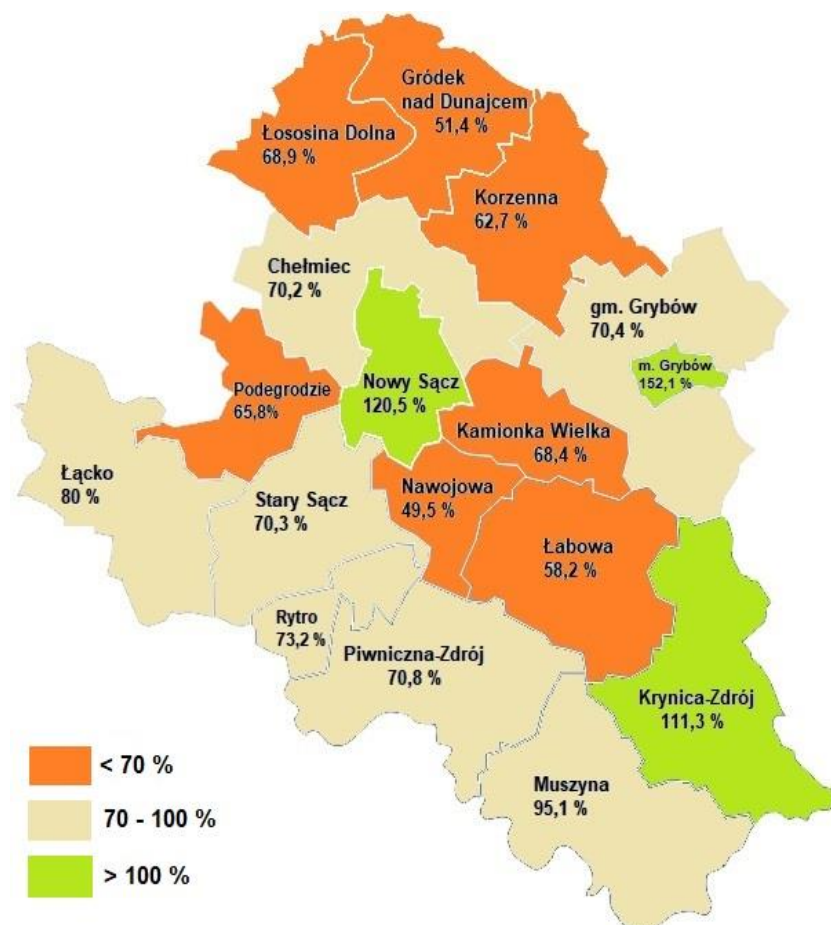 Gródek
nad Dunajcem
51,4 %
Łososina Dolna
68,9 %
Korzenna
62,7 %
Chełmiec
70,2 %
gm. Grybów
70,4 %
m. Grybów
152,1 %
Podegrodzie
65,8%
Nowy Sącz
120,5 %
Kamionka Wielka
68,4 %
Łącko
80 %
Stary Sącz
70,3 %
Nawojowa
49,5 %
Łabowa
58,2 %
Rytro
73,2 %
Piwniczna-Zdrój
70,8 %
Krynica-Zdrój
111,3 %
Muszyna
95,1 %
< 70 %
70 - 100 %
> 100 %